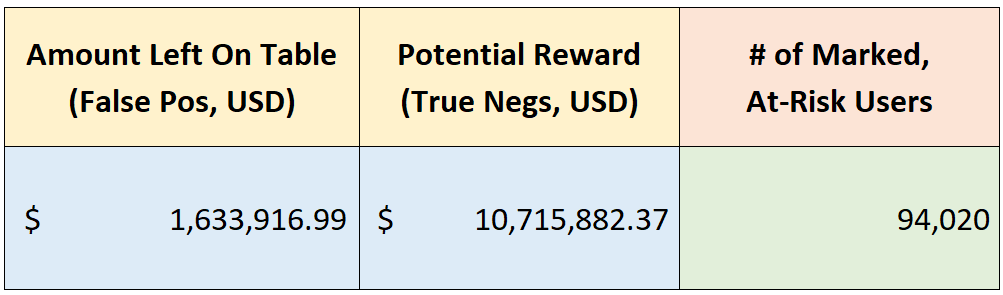 Amount Left On Table
(False Pos, USD)
Potential Reward
(True Negs, USD)
# of Marked,
At-Risk Users
$ 1,633,916.99
$ 10,715,882.37
94,020